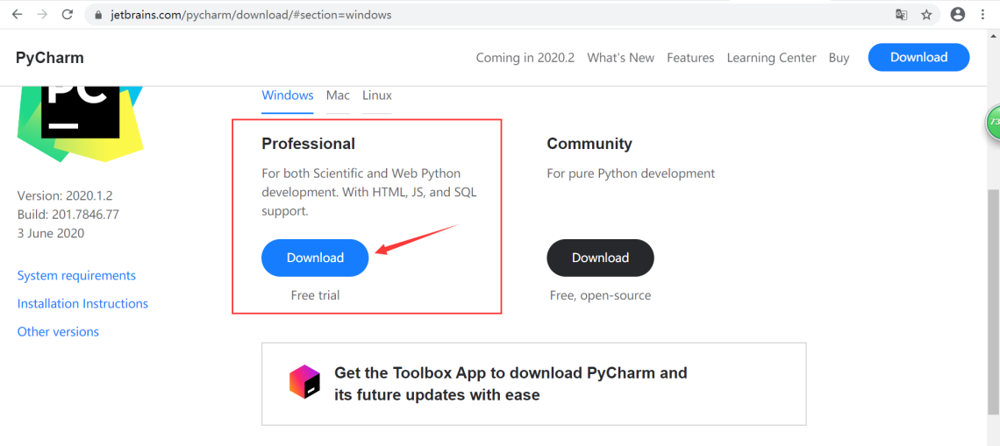 jetbrains.com/pycharm/download/#section=windows
PyCharm
Coming in 2020.2 What's New Features Learning Center Buy Download
PC
Windows Mac Linux
Professional
For both Scientific and Web Python
development. With HTML, JS, and SQL
support.
Download
Free trial
Community
For pure Python development
Download
Free, open-source
Version: 2020.1.2
Build: 201.7846.77
3 June 2020
System requirements
Installation Instructions
Other versions
Get the Toolbox App to download PyCharm and
its future updates with ease
73